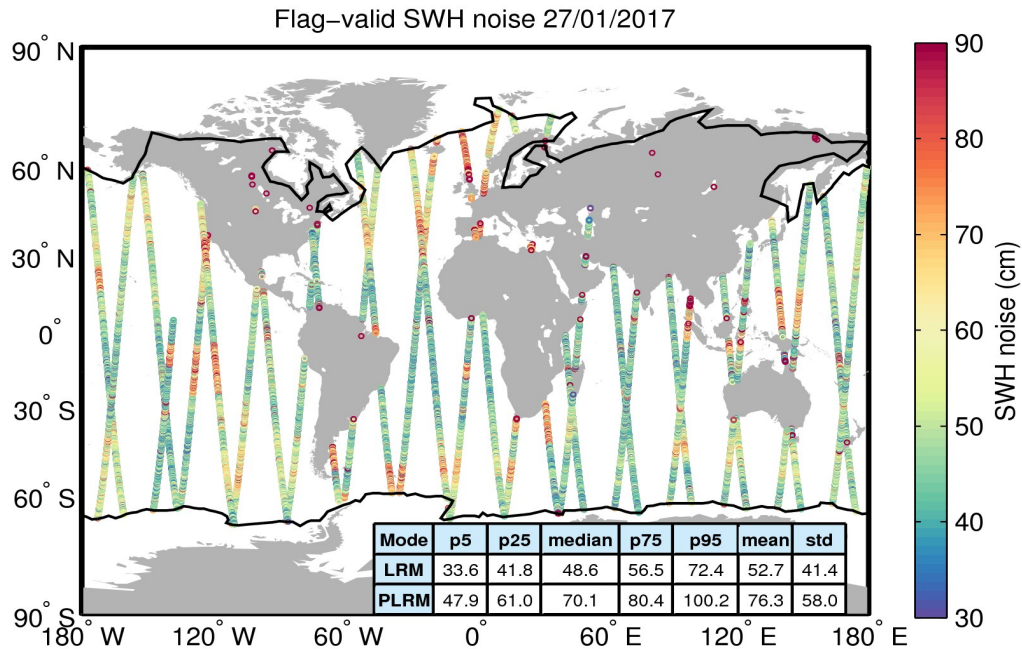 Flag−valid SWH noise 27/01/2017
90° N
60° N
30° N
0°
30° S
60° S
90° S
180° W
120° W
60° W
0°
60° E
120° E
180° E
Mode p5 p25 median p75 p95 mean std
LRM 33.6 41.8 48.6 56.5 72.4 52.7 41.4
PLRM 47.9 61.0 70.1 80.4 100.2 76.3 58.0
90
80
70
60
50
40
30
SWH noise (cm)